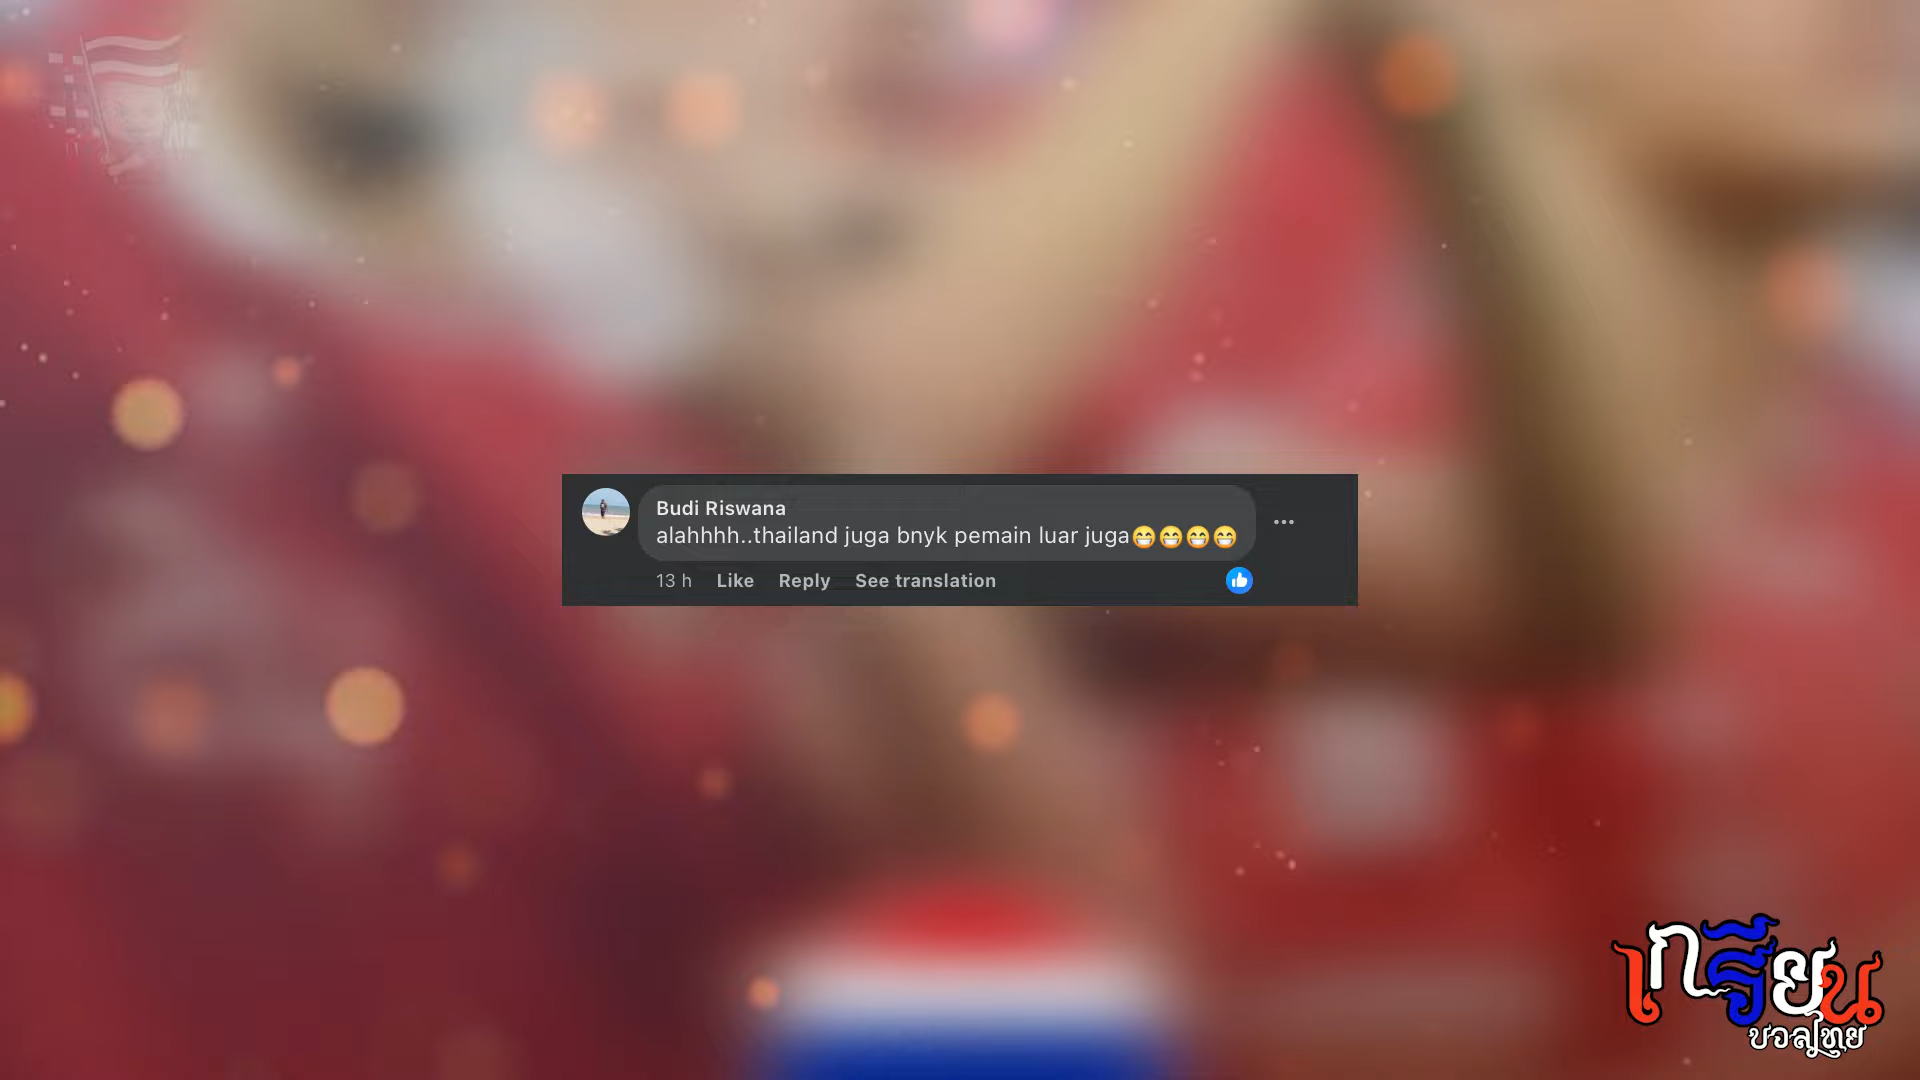 Budi Riswana
alahhhh..thailand juga bnyk pemain luar juga😁😁😁😁
13 h Like Reply See translation
เกรียน
บอลไทย